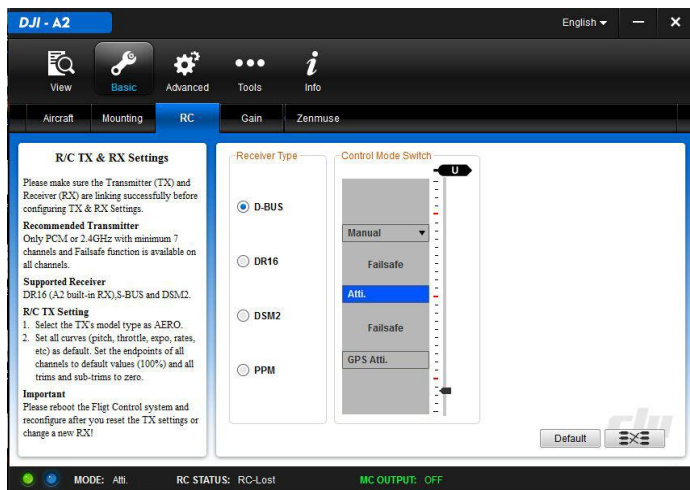 DJI - A2
English
View
Basic
Advanced
Tools
Info
Aircraft
Mounting
RC
Gain
Zenmuse
R/C TX & RX Settings
Please make sure the Transmitter (TX) and
Receiver (RX) are linking successfully before
configuring TX & RX Settings.
Recommended Transmitter
Only PCM or 2.4GHz with minimum 7
channels and Failsafe function is available on
all channels.
Supported Receiver
DR16 (A2 built-in RX),S-BUS and DSM2.
R/C TX Setting
1. Select the TX's model type as AERO.
2. Set all curves (pitch, throttle, expo, rates,
etc) as default. Set the endpoints of all
channels to default values (100%) and all
trims and sub-trims to zero.
Important
Please reboot the Fligt Control system and
reconfigure after you reset the TX settings or
change a new RX!
Receiver Type
D-BUS
DR16
DSM2
PPM
Control Mode Switch
U
Manual
Failsafe
Atti.
Failsafe
GPS Atti.
dji
Default
MODE: Atti.
RC STATUS: RC-Lost
MC OUTPUT: OFF